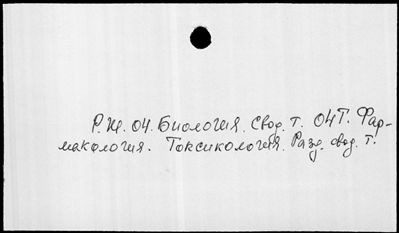 Р.Ж. 04. Биология. Свод. т. 04Т. Фар-
макология. Токсикология. Разд. свод. т.